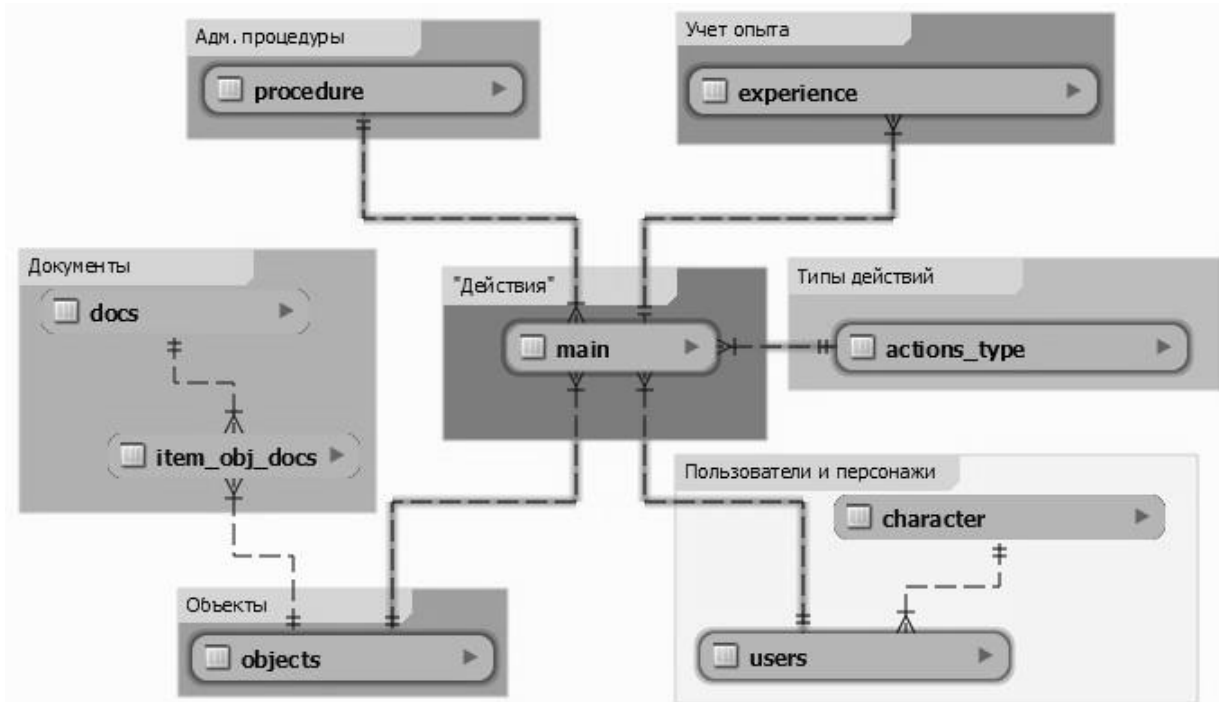 Адм. процедуры
procedure
Учет опыта
experience
Документы
docs
item_obj_docs
"Действия"
main
Типы действий
actions_type
Пользователи и персонажи
character
users
Объекты
objects